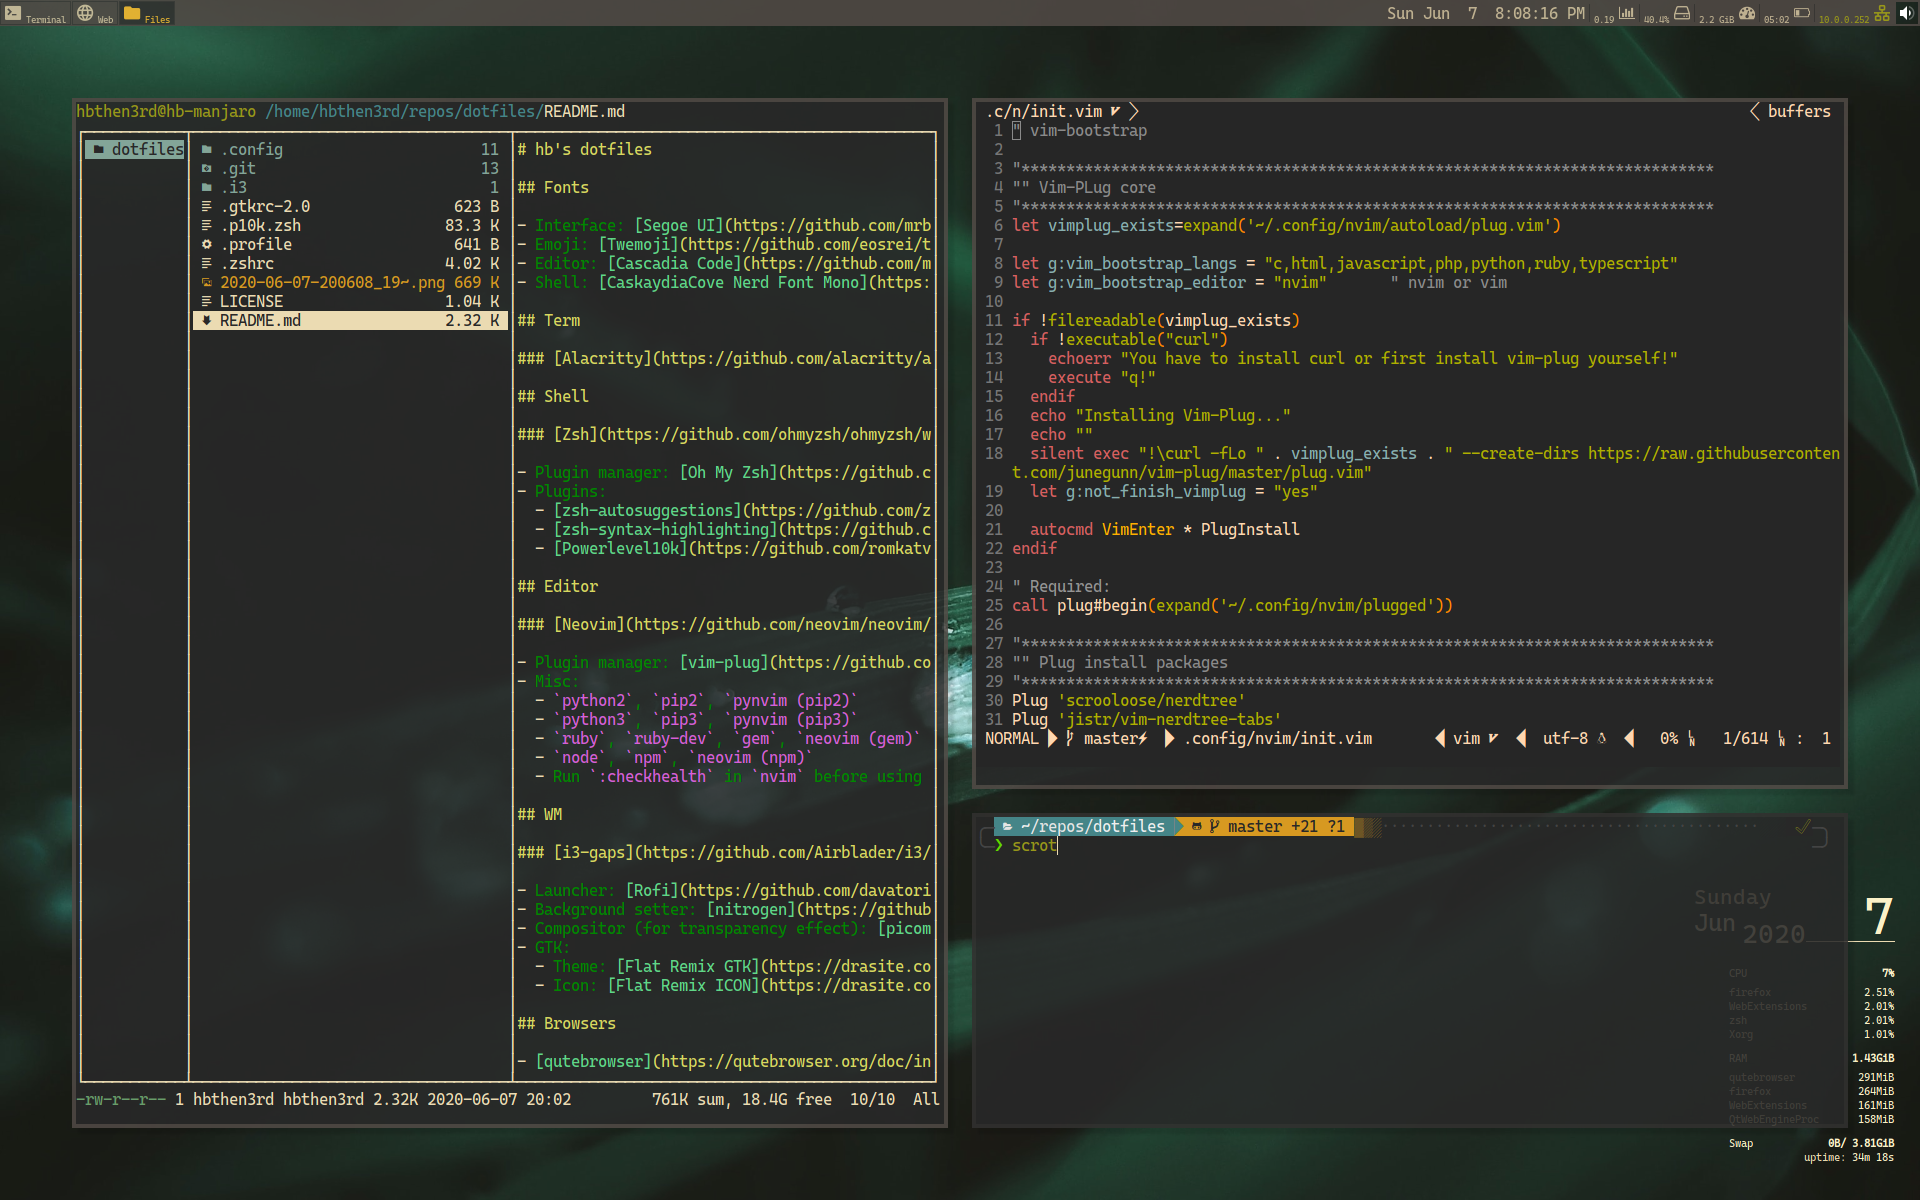 Terminal Web Files
Sun Jun 7 8:08:16 PM 0.19 40.4% 2.2 GiB 05:02 10.0.0.252
hbthen3rd@hb-manjaro /home/hbthen3rd/repos/dotfiles/README.md
dotfiles
.config 11
.git 13
.i3 1
.gtkrc-2.0 623 B
.p10k.zsh 83.3 K
.profile 641 B
.zshrc 4.02 K
2020-06-07-200608_19~.png 669 K
LICENSE 1.04 K
README.md 2.32 K
# hb's dotfiles
## Fonts
- Interface: [Segoe UI](https://github.com/mrb
- Emoji: [Twemoji](https://github.com/eosrei/t
- Editor: [Cascadia Code](https://github.com/m
- Shell: [CaskaydiaCove Nerd Font Mono](https:
## Term
### [Alacritty](https://github.com/alacritty/a
## Shell
### [Zsh](https://github.com/ohmyzsh/ohmyzsh/w
- Plugin manager: [Oh My Zsh](https://github.c
- Plugins:
- [zsh-autosuggestions](https://github.com/z
- [zsh-syntax-highlighting](https://github.c
- [Powerlevel10k](https://github.com/romkatv
## Editor
### [Neovim](https://github.com/neovim/neovim/
- Plugin manager: [vim-plug](https://github.co
- Misc:
- `python2`, `pip2`, `pynvim (pip2)`
- `python3`, `pip3`, `pynvim (pip3)`
- `ruby`, `ruby-dev`, `gem`, `neovim (gem)`
- `node`, `npm`, `neovim (npm)`
- Run `:checkhealth` in `nvim` before using
## WM
### [i3-gaps](https://github.com/Airblader/i3/
- Launcher: [Rofi](https://github.com/davatori
- Background setter: [nitrogen](https://github
- Compositor (for transparency effect): [picom
- GTK:
- Theme: [Flat Remix GTK](https://drasite.co
- Icon: [Flat Remix ICON](https://drasite.co
## Browsers
- [qutebrowser](https://qutebrowser.org/doc/in
-rw-r--r-- 1 hbthen3rd hbthen3rd 2.32K 2020-06-07 20:02 761K sum, 18.4G free 10/10 All
.c/n/init.vim buffers
1 " vim-bootstrap
2
3 "*****************************************************************************
4 "" Vim-PLug core
5 "*****************************************************************************
6 let vimplug_exists=expand('~/.config/nvim/autoload/plug.vim')
7
8 let g:vim_bootstrap_langs = "c,html,javascript,php,python,ruby,typescript"
9 let g:vim_bootstrap_editor = "nvim" " nvim or vim
10
11 if !filereadable(vimplug_exists)
12 if !executable("curl")
13 echoerr "You have to install curl or first install vim-plug yourself!"
14 execute "q!"
15 endif
16 echo "Installing Vim-Plug..."
17 echo ""
18 silent exec "!\curl -fLo " . vimplug_exists . " --create-dirs https://raw.githubuserconten
t.com/junegunn/vim-plug/master/plug.vim"
19 let g:not_finish_vimplug = "yes"
20
21 autocmd VimEnter * PlugInstall
22 endif
23
24 " Required:
25 call plug#begin(expand('~/.config/nvim/plugged'))
26
27 "*****************************************************************************
28 "" Plug install packages
29 "*****************************************************************************
30 Plug 'scrooloose/nerdtree'
31 Plug 'jistr/vim-nerdtree-tabs'
NORMAL master .config/nvim/init.vim vim utf-8 0% 1/614 : 1
~/repos/dotfiles master +21 ?1
❯ scrot
Sunday 7
Jun 2020
CPU 7%
firefox 2.51%
WebExtensions 2.01%
zsh 2.01%
Xorg 1.01%
RAM 1.43GiB
qutebrowser 291MiB
firefox 264MiB
WebExtensions 161MiB
QtWebEngineProc 158MiB
Swap 0B/ 3.81GiB
uptime: 34m 18s